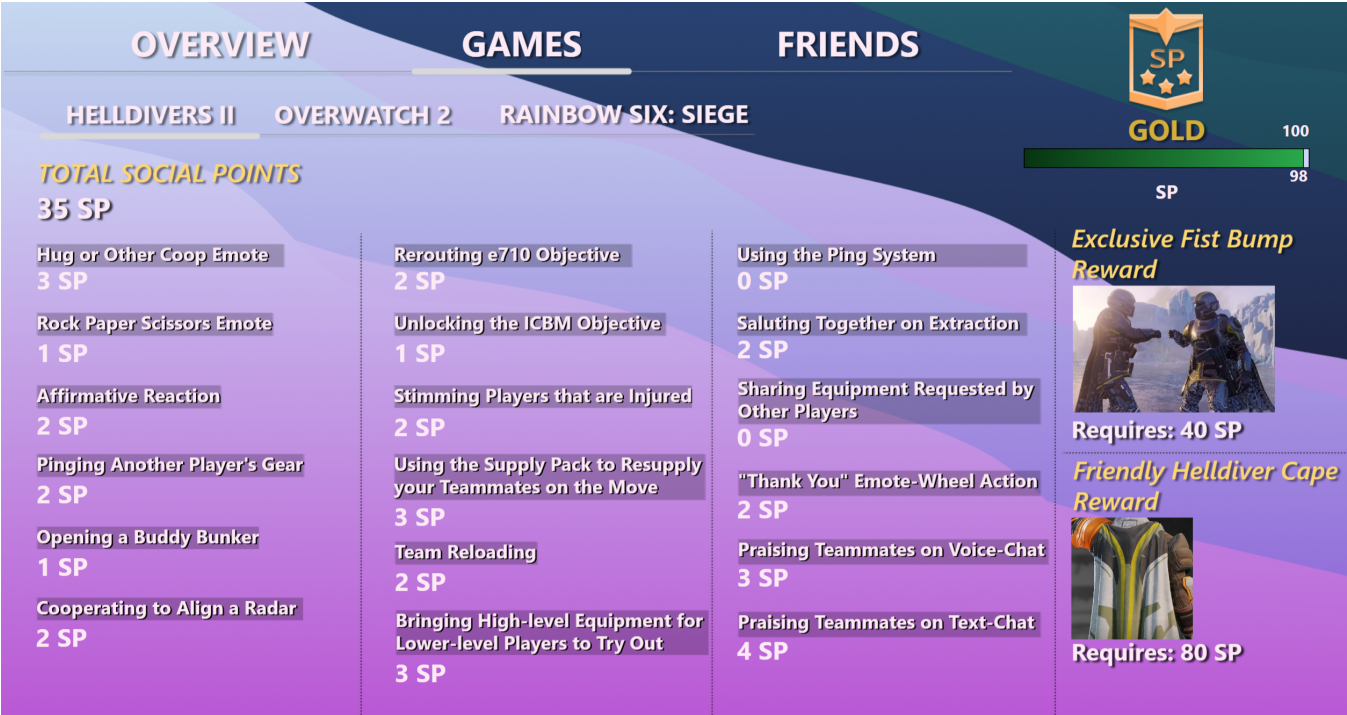 OVERVIEW
GAMES
FRIENDS
SP
GOLD
100
98
SP
HELLDIVERS II
OVERWATCH 2
RAINBOW SIX: SIEGE
TOTAL SOCIAL POINTS
35 SP
Hug or Other Coop Emote
3 SP
Rock Paper Scissors Emote
1 SP
Affirmative Reaction
2 SP
Pinging Another Player's Gear
2 SP
Opening a Buddy Bunker
1 SP
Cooperating to Align a Radar
2 SP
Rerouting e710 Objective
2 SP
Unlocking the ICBM Objective
1 SP
Stimming Players that are Injured
2 SP
Using the Supply Pack to Resupply
your Teammates on the Move
3 SP
Team Reloading
2 SP
Bringing High-level Equipment for
Lower-level Players to Try Out
3 SP
Using the Ping System
0 SP
Saluting Together on Extraction
2 SP
Sharing Equipment Requested by
Other Players
0 SP
"Thank You" Emote-Wheel Action
2 SP
Praising Teammates on Voice-Chat
3 SP
Praising Teammates on Text-Chat
4 SP
Exclusive Fist Bump
Reward
Requires: 40 SP
Friendly Helldiver Cape
Reward
Requires: 80 SP